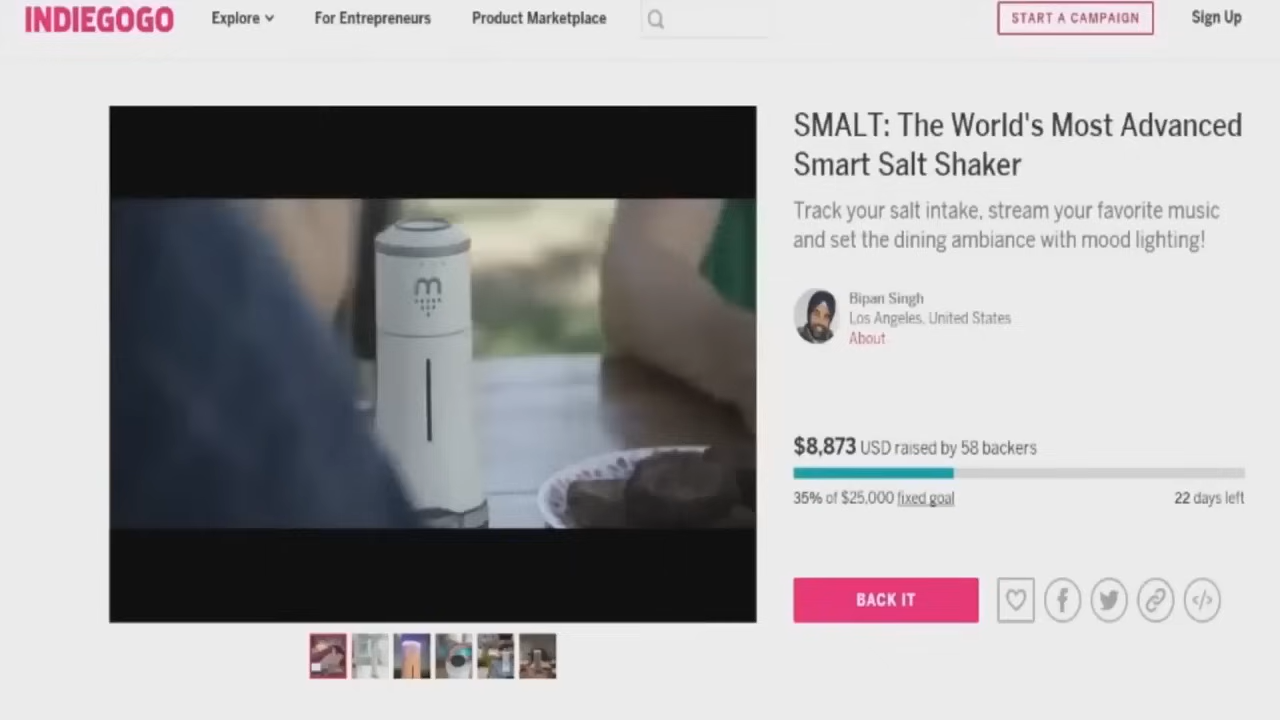 INDIEGOGO
Explore
For Entrepreneurs
Product Marketplace
START A CAMPAIGN
Sign Up
SMALT: The World's Most Advanced
Smart Salt Shaker
Track your salt intake, stream your favorite music
and set the dining ambiance with mood lighting!
Bipan Singh
Los Angeles, United States
About
$8,873 USD raised by 58 backers
35% of $25,000 fixed goal
22 days left
BACK IT